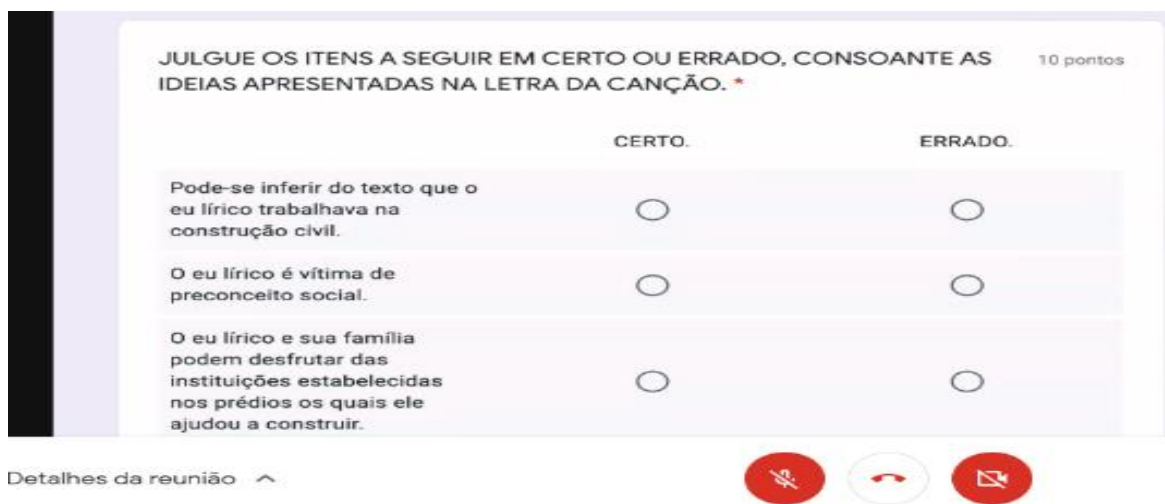 JULGUE OS ITENS A SEGUIR EM CERTO OU ERRADO, CONSOANTE AS
IDEIAS APRESENTADAS NA LETRA DA CANÇÃO. *
10 pontos
CERTO. ERRADO.
Pode-se inferir do texto que o
eu lírico trabalhava na
construção civil.
O eu lírico é vítima de
preconceito social.
O eu lírico e sua família
podem desfrutar das
instituições estabelecidas
nos prédios os quais ele
ajudou a construir.
Detalhes da reunião